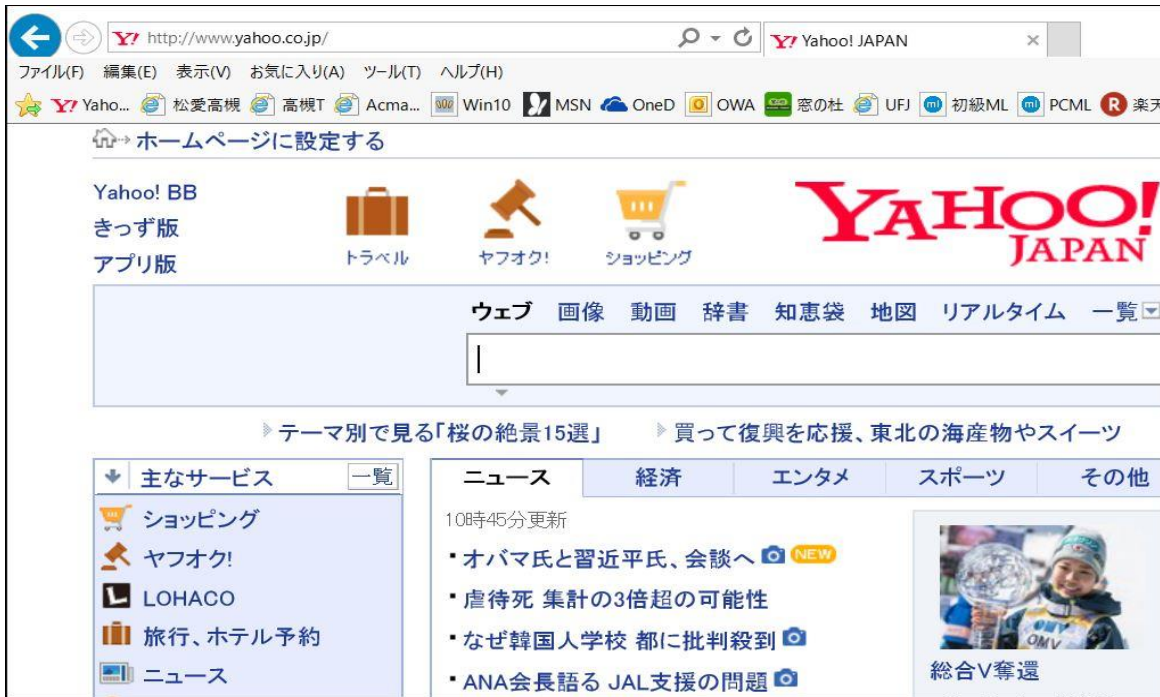 http://www.yahoo.co.jp/
Yahoo! JAPAN
ファイル(F) 編集(E) 表示(V) お気に入り(A) ツール(T) ヘルプ(H)
Yaho... 松愛高槻 高槻T Acma... Win10 MSN OneD OWA 窓の杜 UFJ 初級ML PCML 楽天
ホームページに設定する
Yahoo! BB
きっず版
アプリ版
トラベル ヤフオク! ショッピング
YAHOO!
JAPAN
ウェブ 画像 動画 辞書 知恵袋 地図 リアルタイム 一覧
テーマ別で見る「桜の絶景15選」 買って復興を応援、東北の海産物やスイーツ
主なサービス 一覧
ショッピング
ヤフオク!
LOHACO
旅行、ホテル予約
ニュース
ニュース 経済 エンタメ スポーツ その他
10時45分更新
オバマ氏と習近平氏、会談へ NEW
虐待死 集計の3倍超の可能性
なぜ韓国人学校 都に批判殺到
ANA会長語る JAL支援の問題
OMV
総合V奪還